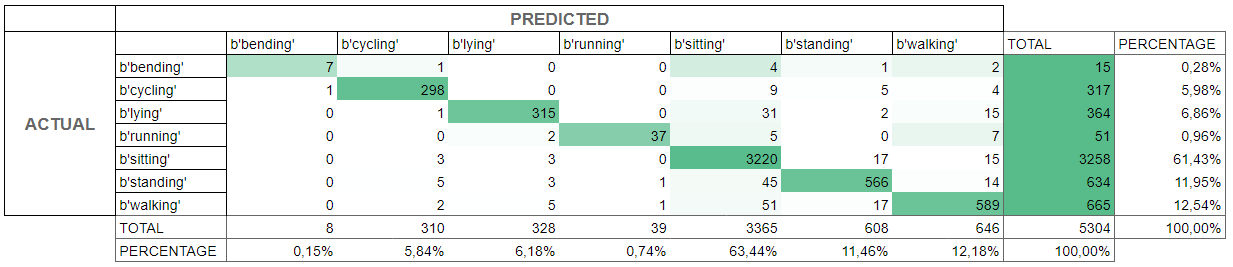 PREDICTED
b'bending' b'cycling' b'lying' b'running' b'sitting' b'standing' b'walking' TOTAL PERCENTAGE
ACTUAL
b'bending' 7 1 0 0 4 1 2 15 0,28%
b'cycling' 1 298 0 0 9 5 4 317 5,98%
b'lying' 0 1 315 0 31 2 15 364 6,86%
b'running' 0 0 2 37 5 0 7 51 0,96%
b'sitting' 0 3 3 0 3220 17 15 3258 61,43%
b'standing' 0 5 3 1 45 566 14 634 11,95%
b'walking' 0 2 5 1 51 17 589 665 12,54%
TOTAL 8 310 328 39 3365 608 646 5304 100,00%
PERCENTAGE 0,15% 5,84% 6,18% 0,74% 63,44% 11,46% 12,18% 100,00%